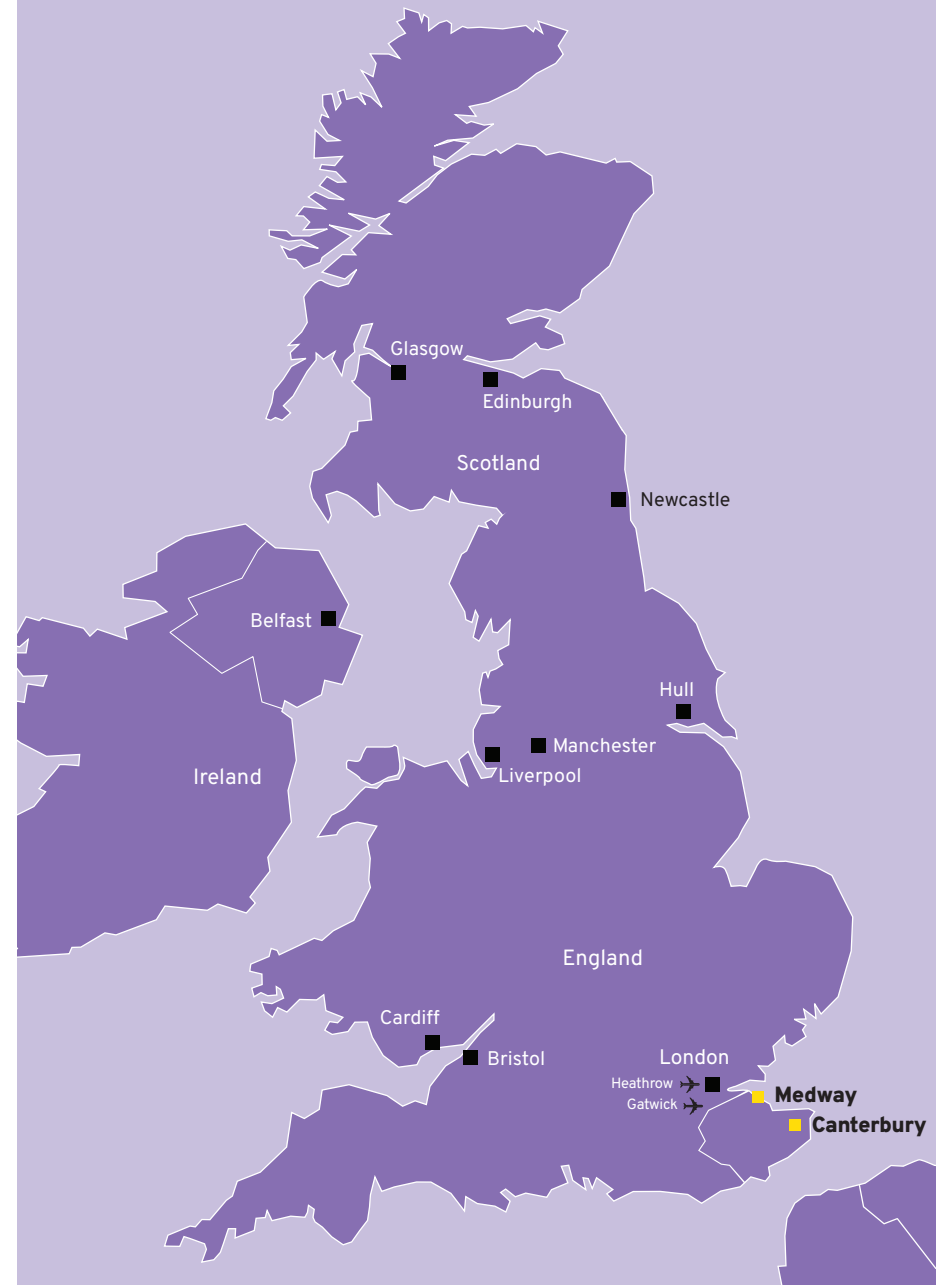 Glasgow
Edinburgh
Scotland
Newcastle
Belfast
Hull
Manchester
Liverpool
Ireland
England
Cardiff
Bristol
London
Heathrow
Medway
Gatwick
Canterbury